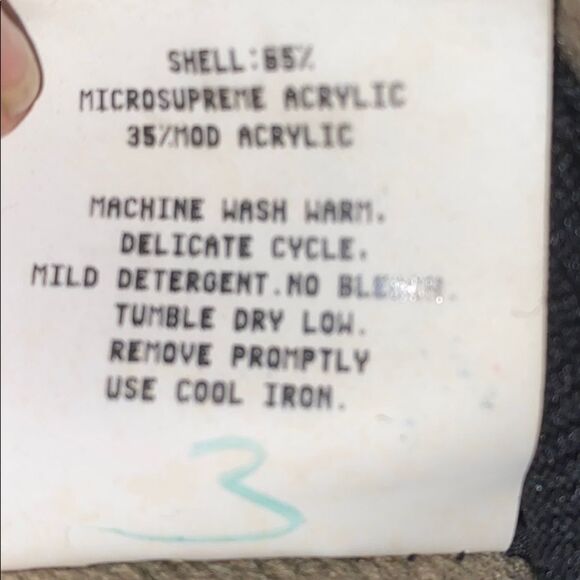 SHELL:65%
MICROSUPREME ACRYLIC
35%MOD ACRYLIC
MACHINE WASH WARM.
DELICATE CYCLE.
MILD DETERGENT.NO
TUMBLE DRY LOW.
REMOVE PROMPTLY
USE COOL IRON.
3